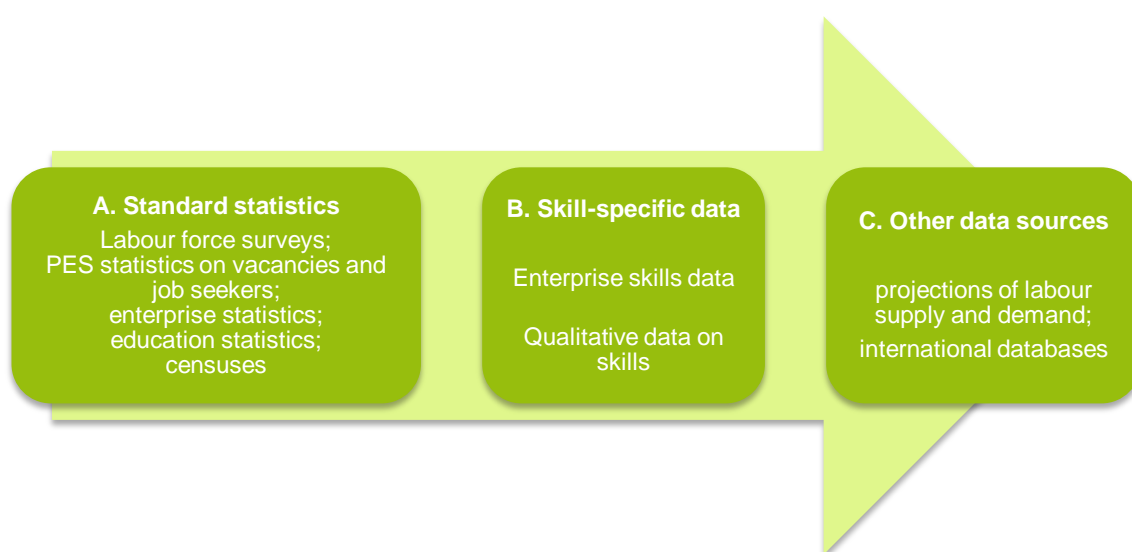 A. Standard statistics
Labour force surveys;
PES statistics on vacancies and
job seekers;
enterprise statistics;
education statistics;
censuses
B. Skill-specific data
Enterprise skills data
Qualitative data on
skills
C. Other data sources
projections of labour
supply and demand;
international databases